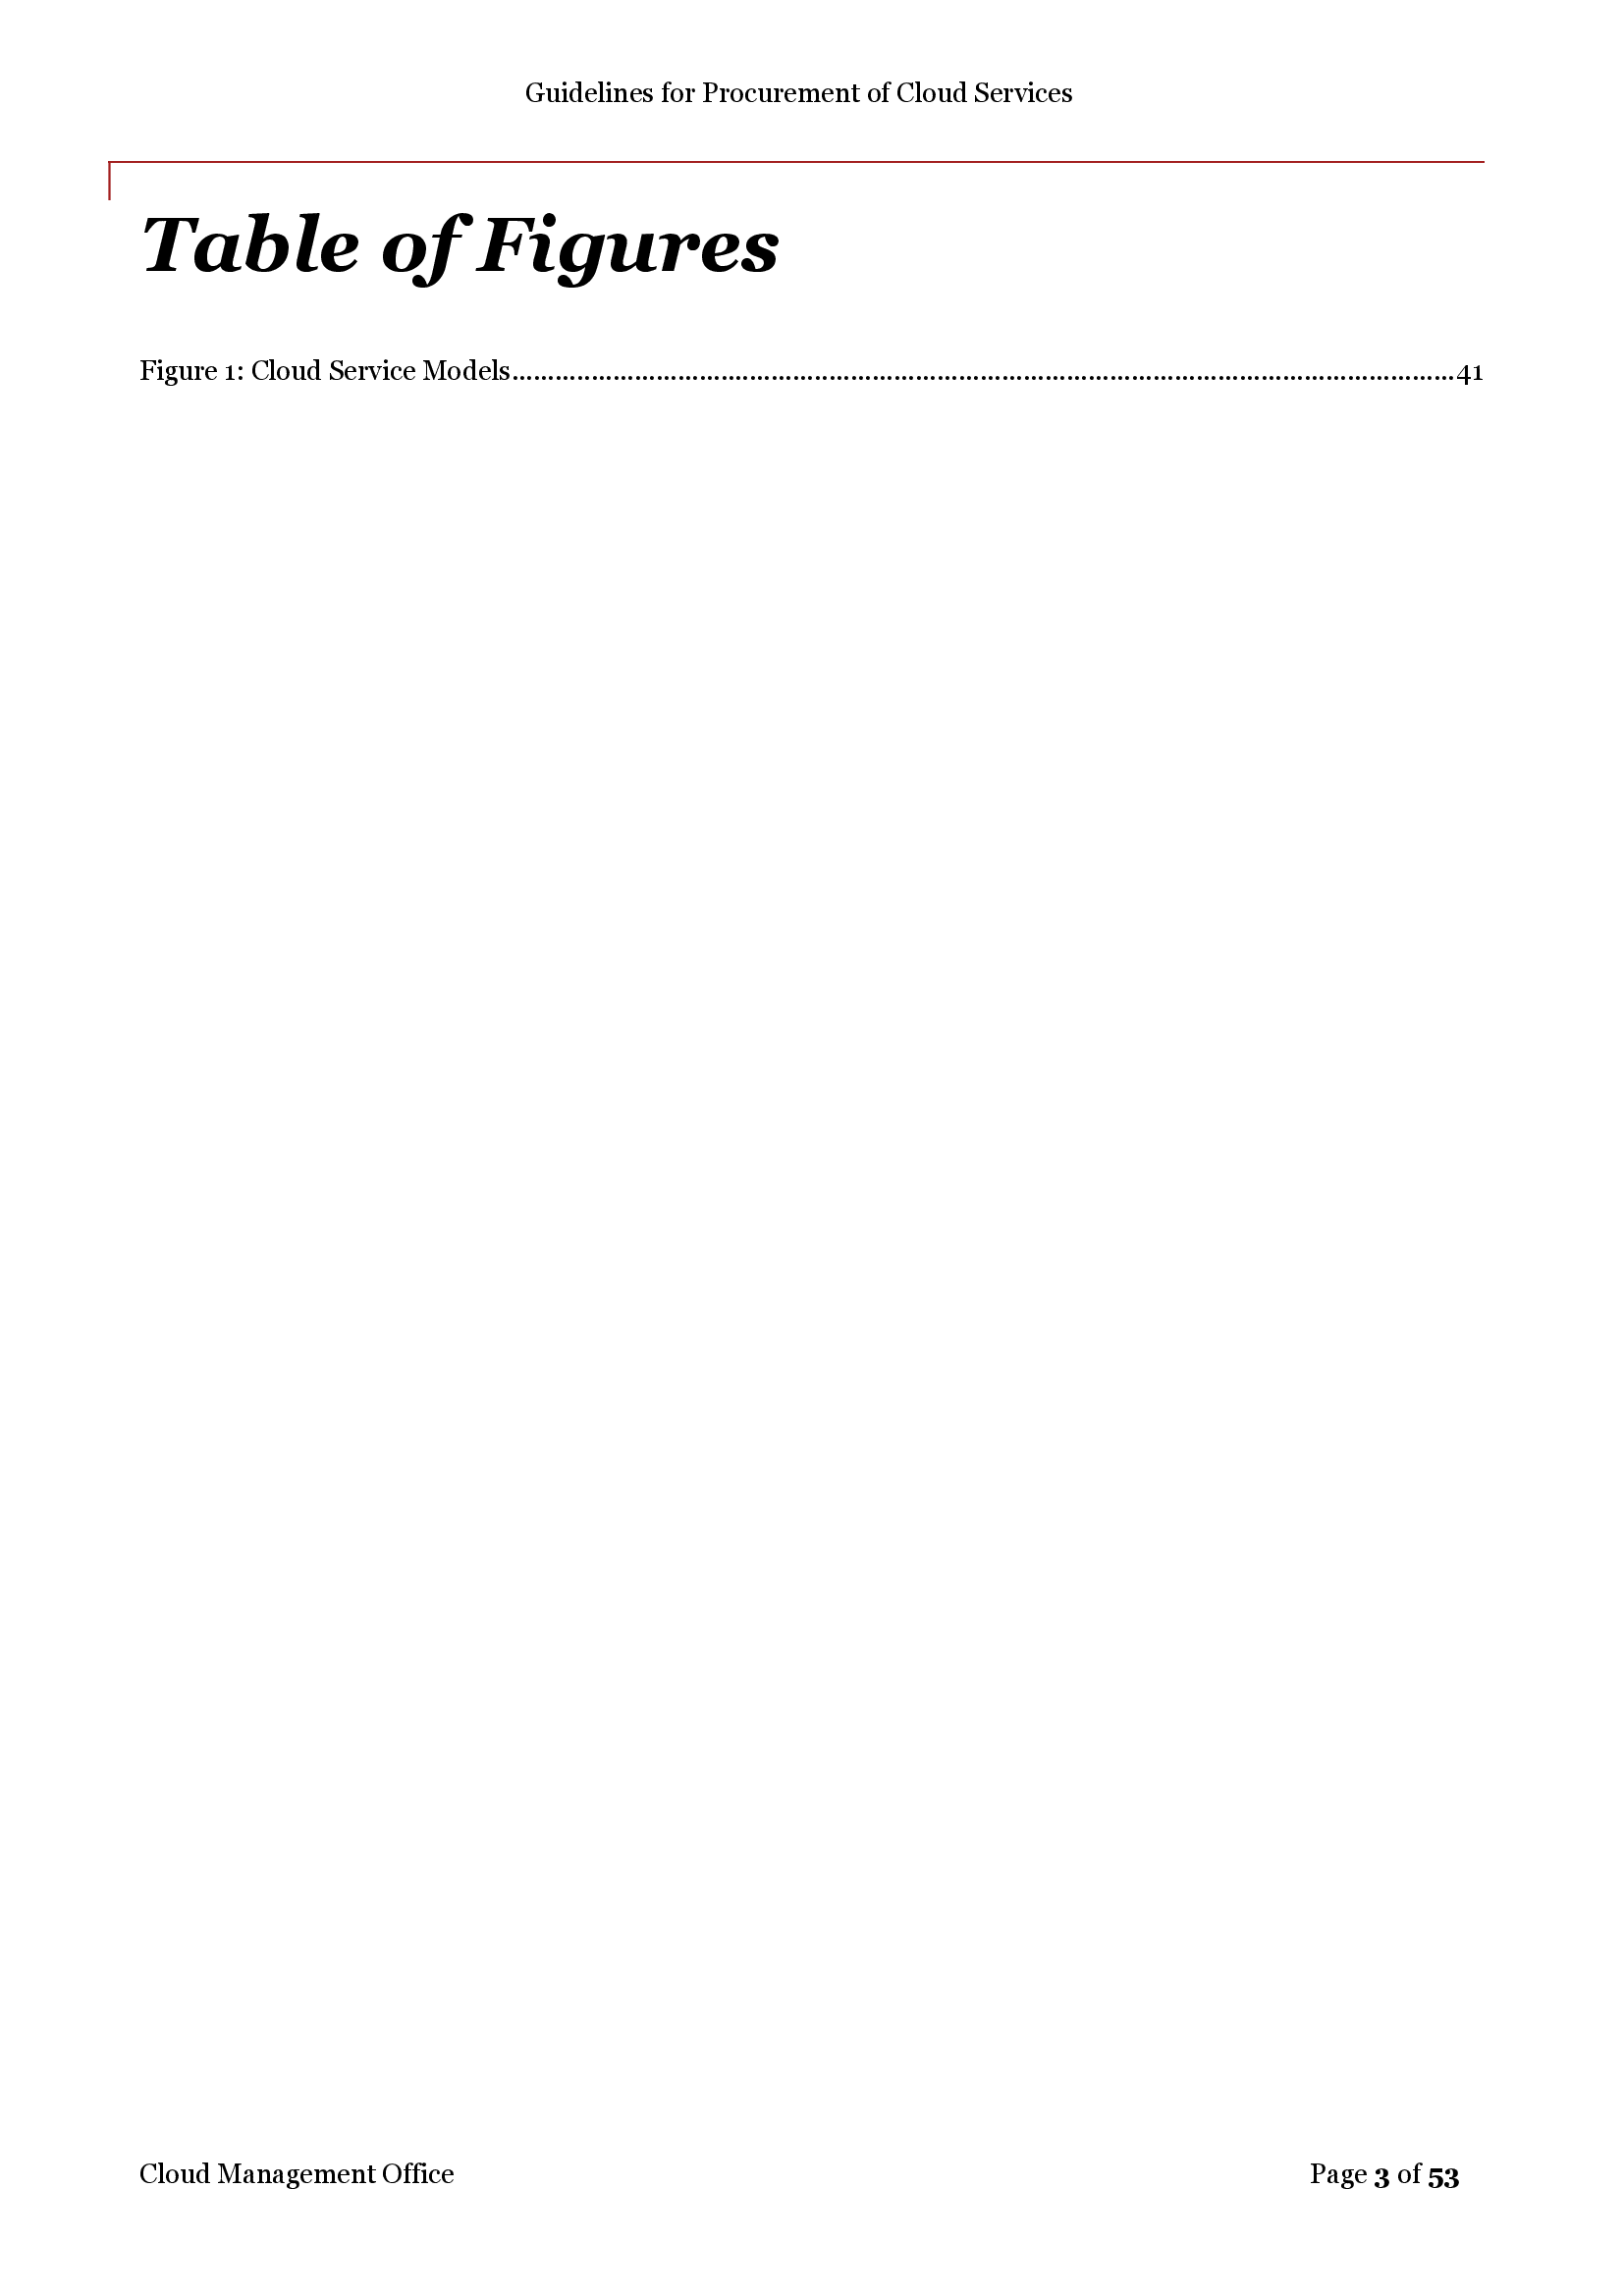 Guidelines for Procurement of Cloud Services
Table of Figures
Figure 1: Cloud Service Models....................................................................................................................................41
Cloud Management Office
Page 3 of 53